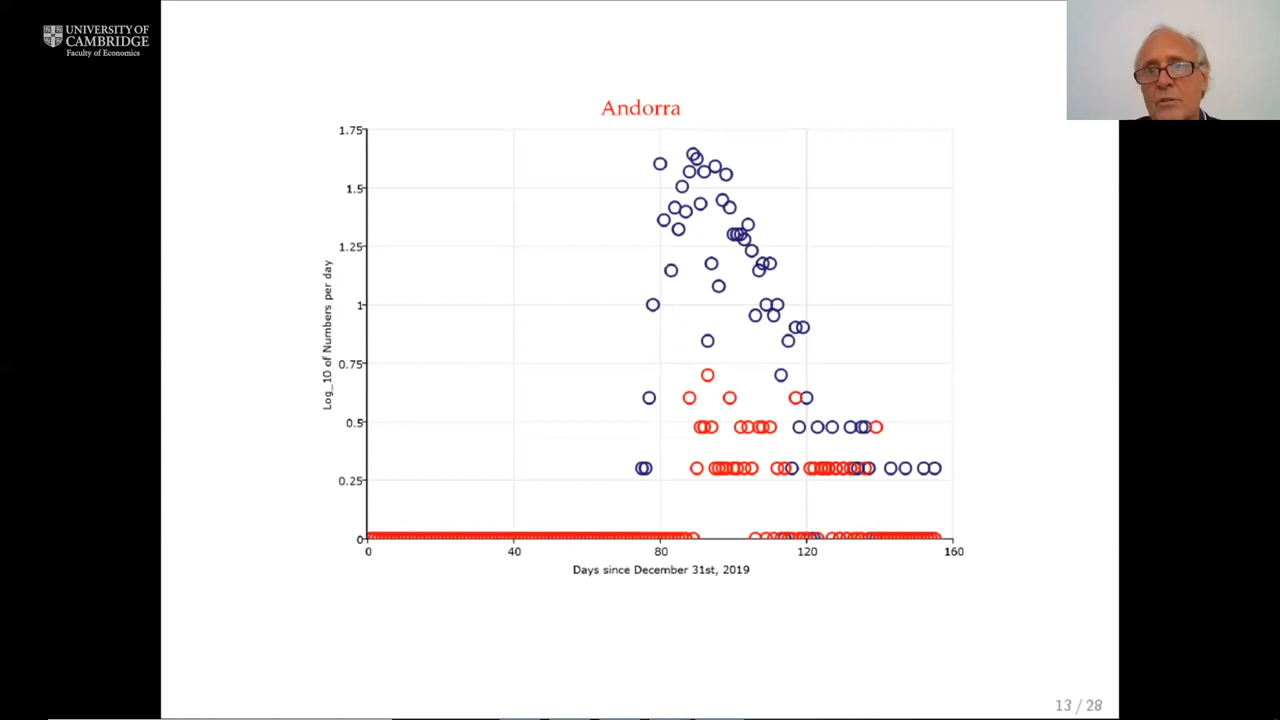 UNIVERSITY OF
CAMBRIDGE
Faculty of Economics
Andorra
1.75
1.5
1.25
1
0.75
0.5
0.25
0
Log_10 of Numbers per day
0
40
80
120
160
Days since December 31st, 2019
13 / 28